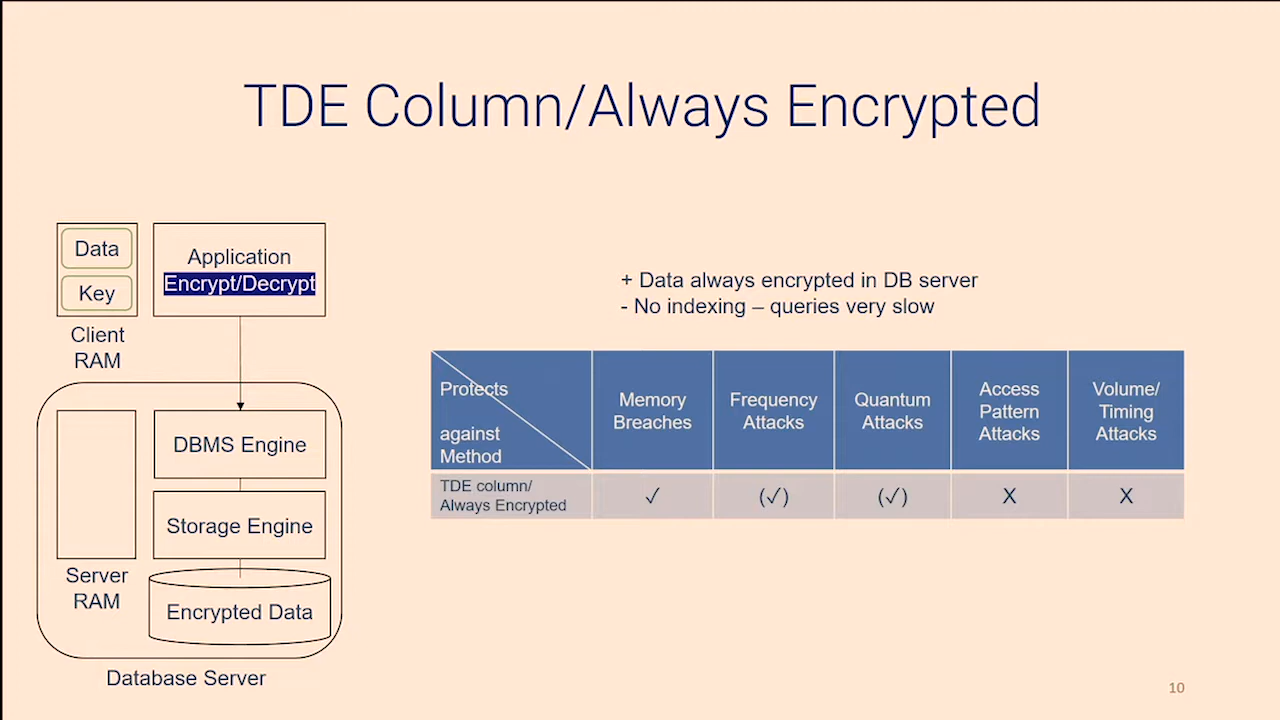 TDE Column/Always Encrypted
Data
Key
Client
RAM
Application
Encrypt/Decrypt
DBMS Engine
Storage Engine
Encrypted Data
Server
RAM
Database Server
+ Data always encrypted in DB server
- No indexing – queries very slow
Protects
against
Method
Memory
Breaches
Frequency
Attacks
Quantum
Attacks
Access
Pattern
Attacks
Volume/
Timing
Attacks
TDE column/
Always Encrypted
✓
(✓)
(✓)
X
X
10